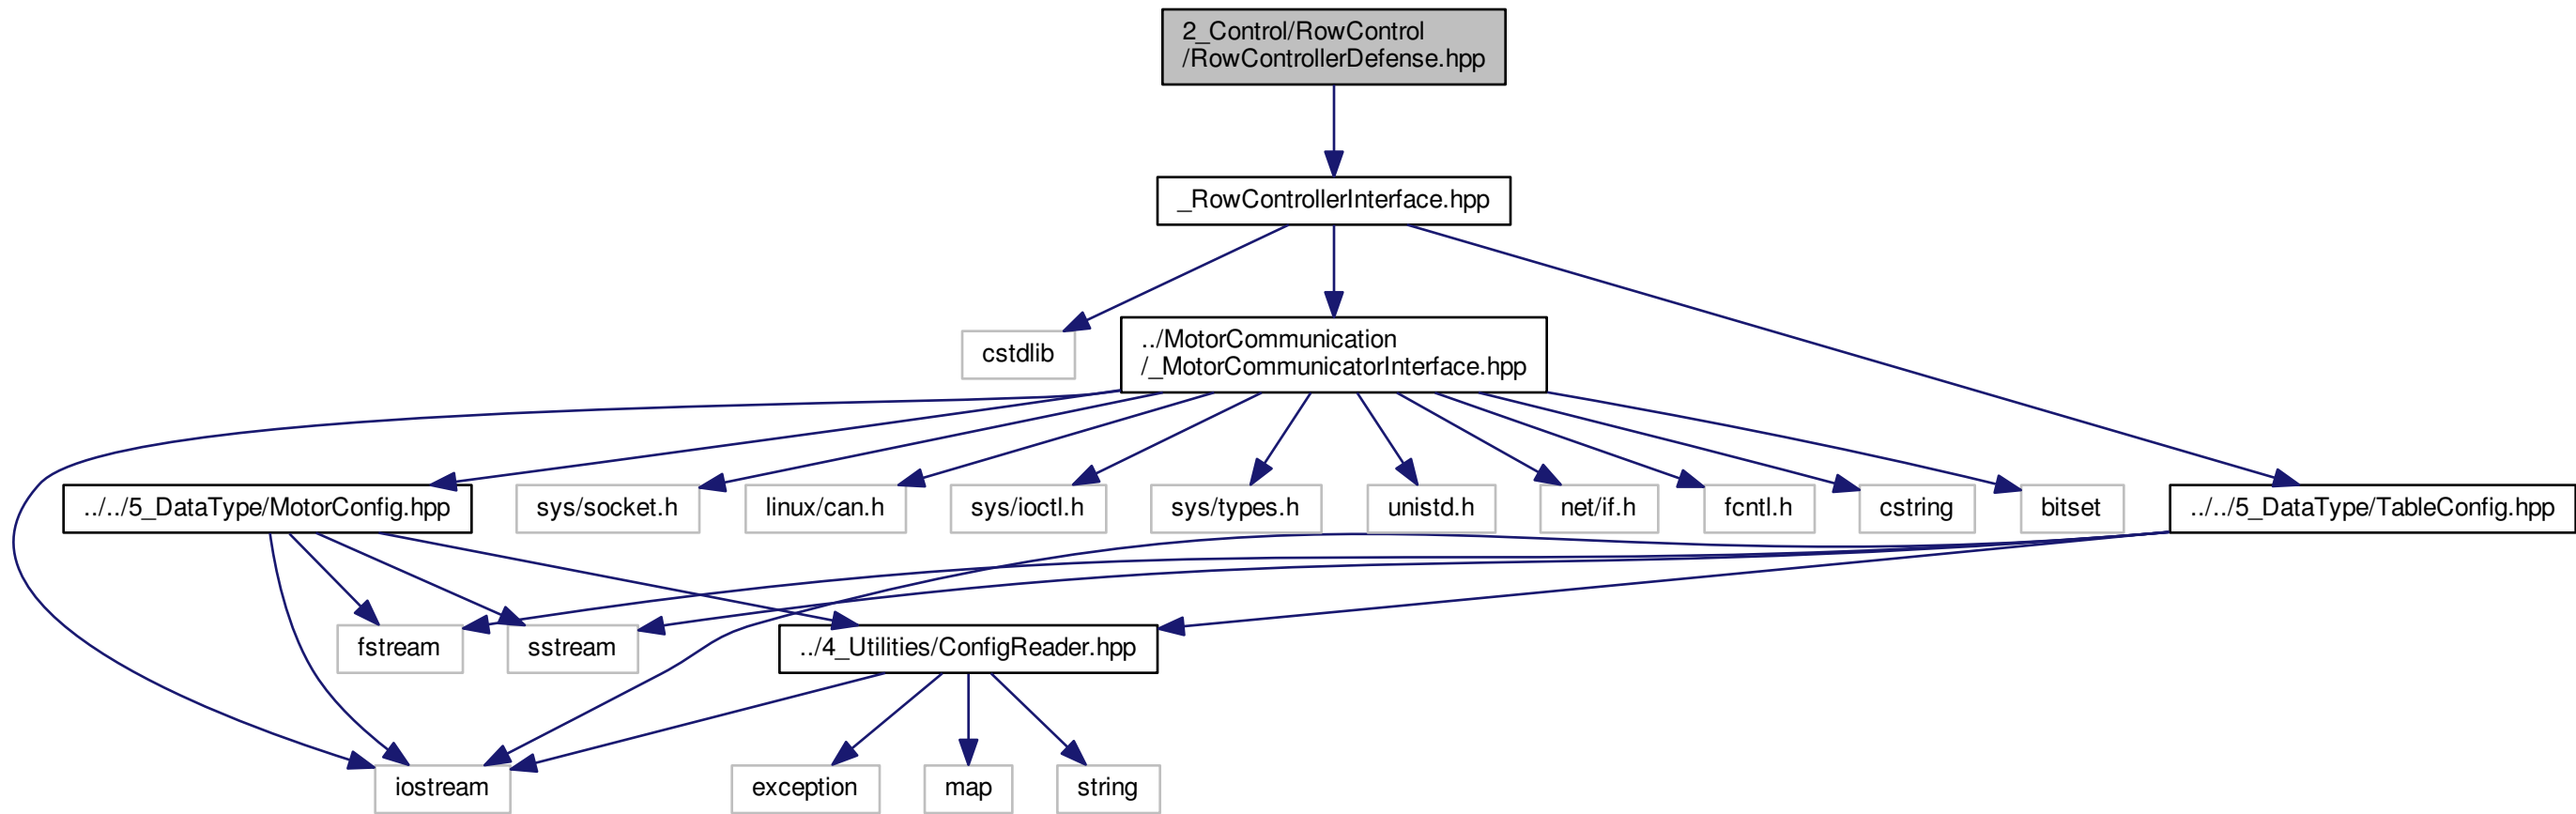 2_Control/RowControl
/RowControllerDefense.hpp
_RowControllerInterface.hpp
cstdlib
../MotorCommunication
/_MotorCommunicatorInterface.hpp
../../5_DataType/MotorConfig.hpp
sys/socket.h
linux/can.h
sys/ioctl.h
sys/types.h
unistd.h
net/if.h
fcntl.h
cstring
bitset
../../5_DataType/TableConfig.hpp
fstream
sstream
../4_Utilities/ConfigReader.hpp
iostream
exception
map
string